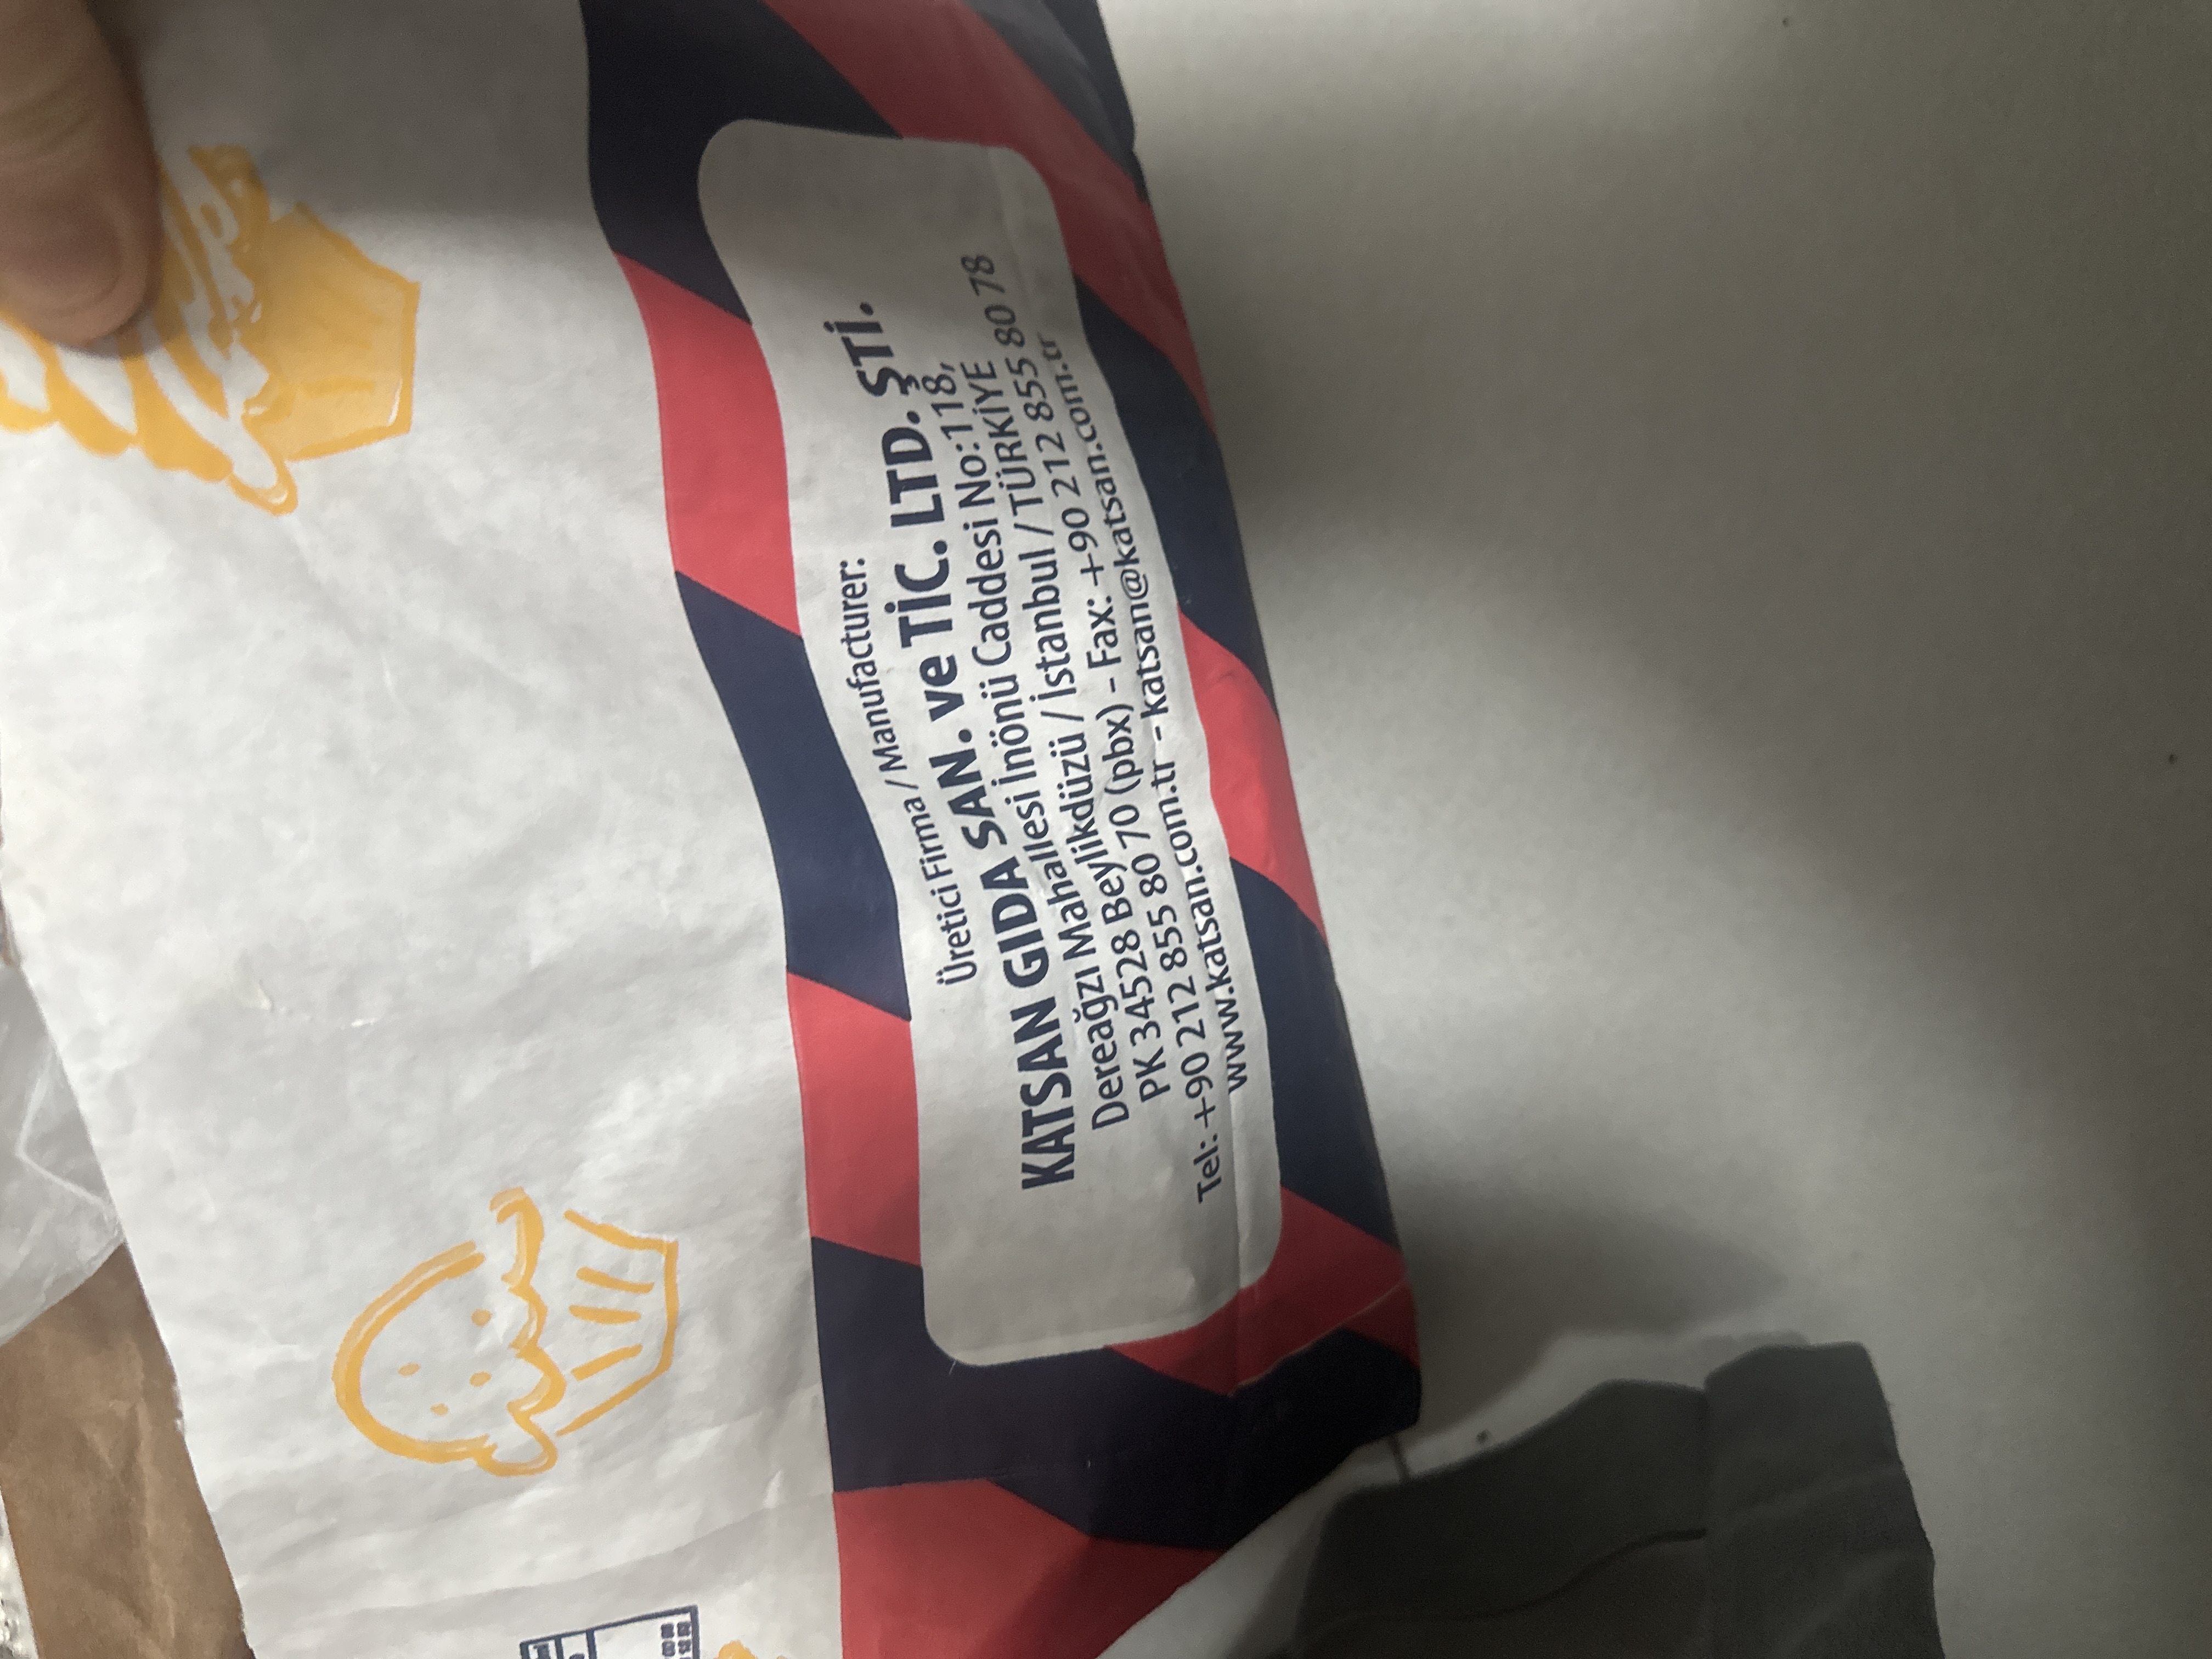 Üretici Firma / Manufacturer:
KATSAN GIDA SAN. ve TİC. LTD. ŞTİ.
Dereağzı Mahallesi İnönü Caddesi No:118,
PK 34528 Beylikdüzü / İstanbul / TÜRKİYE
Tel: +90 212 855 80 70 (pbx) - Fax: +90 212 855 80 78
www.katsan.com.tr - katsan@katsan.com.tr